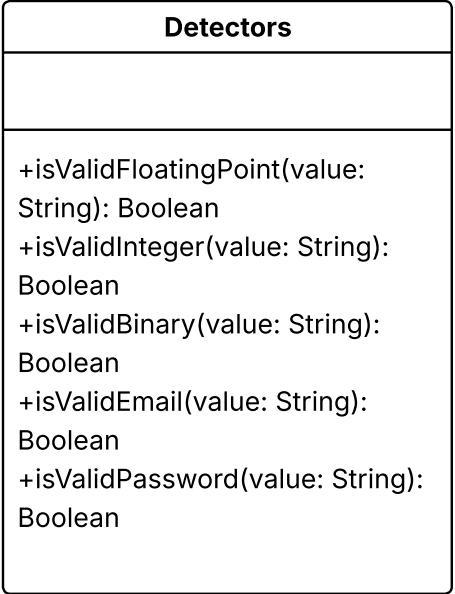 Detectors
+isValidFloatingPoint(value:
String): Boolean
+isValidInteger(value: String):
Boolean
+isValidBinary(value: String):
Boolean
+isValidEmail(value: String):
Boolean
+isValidPassword(value: String):
Boolean